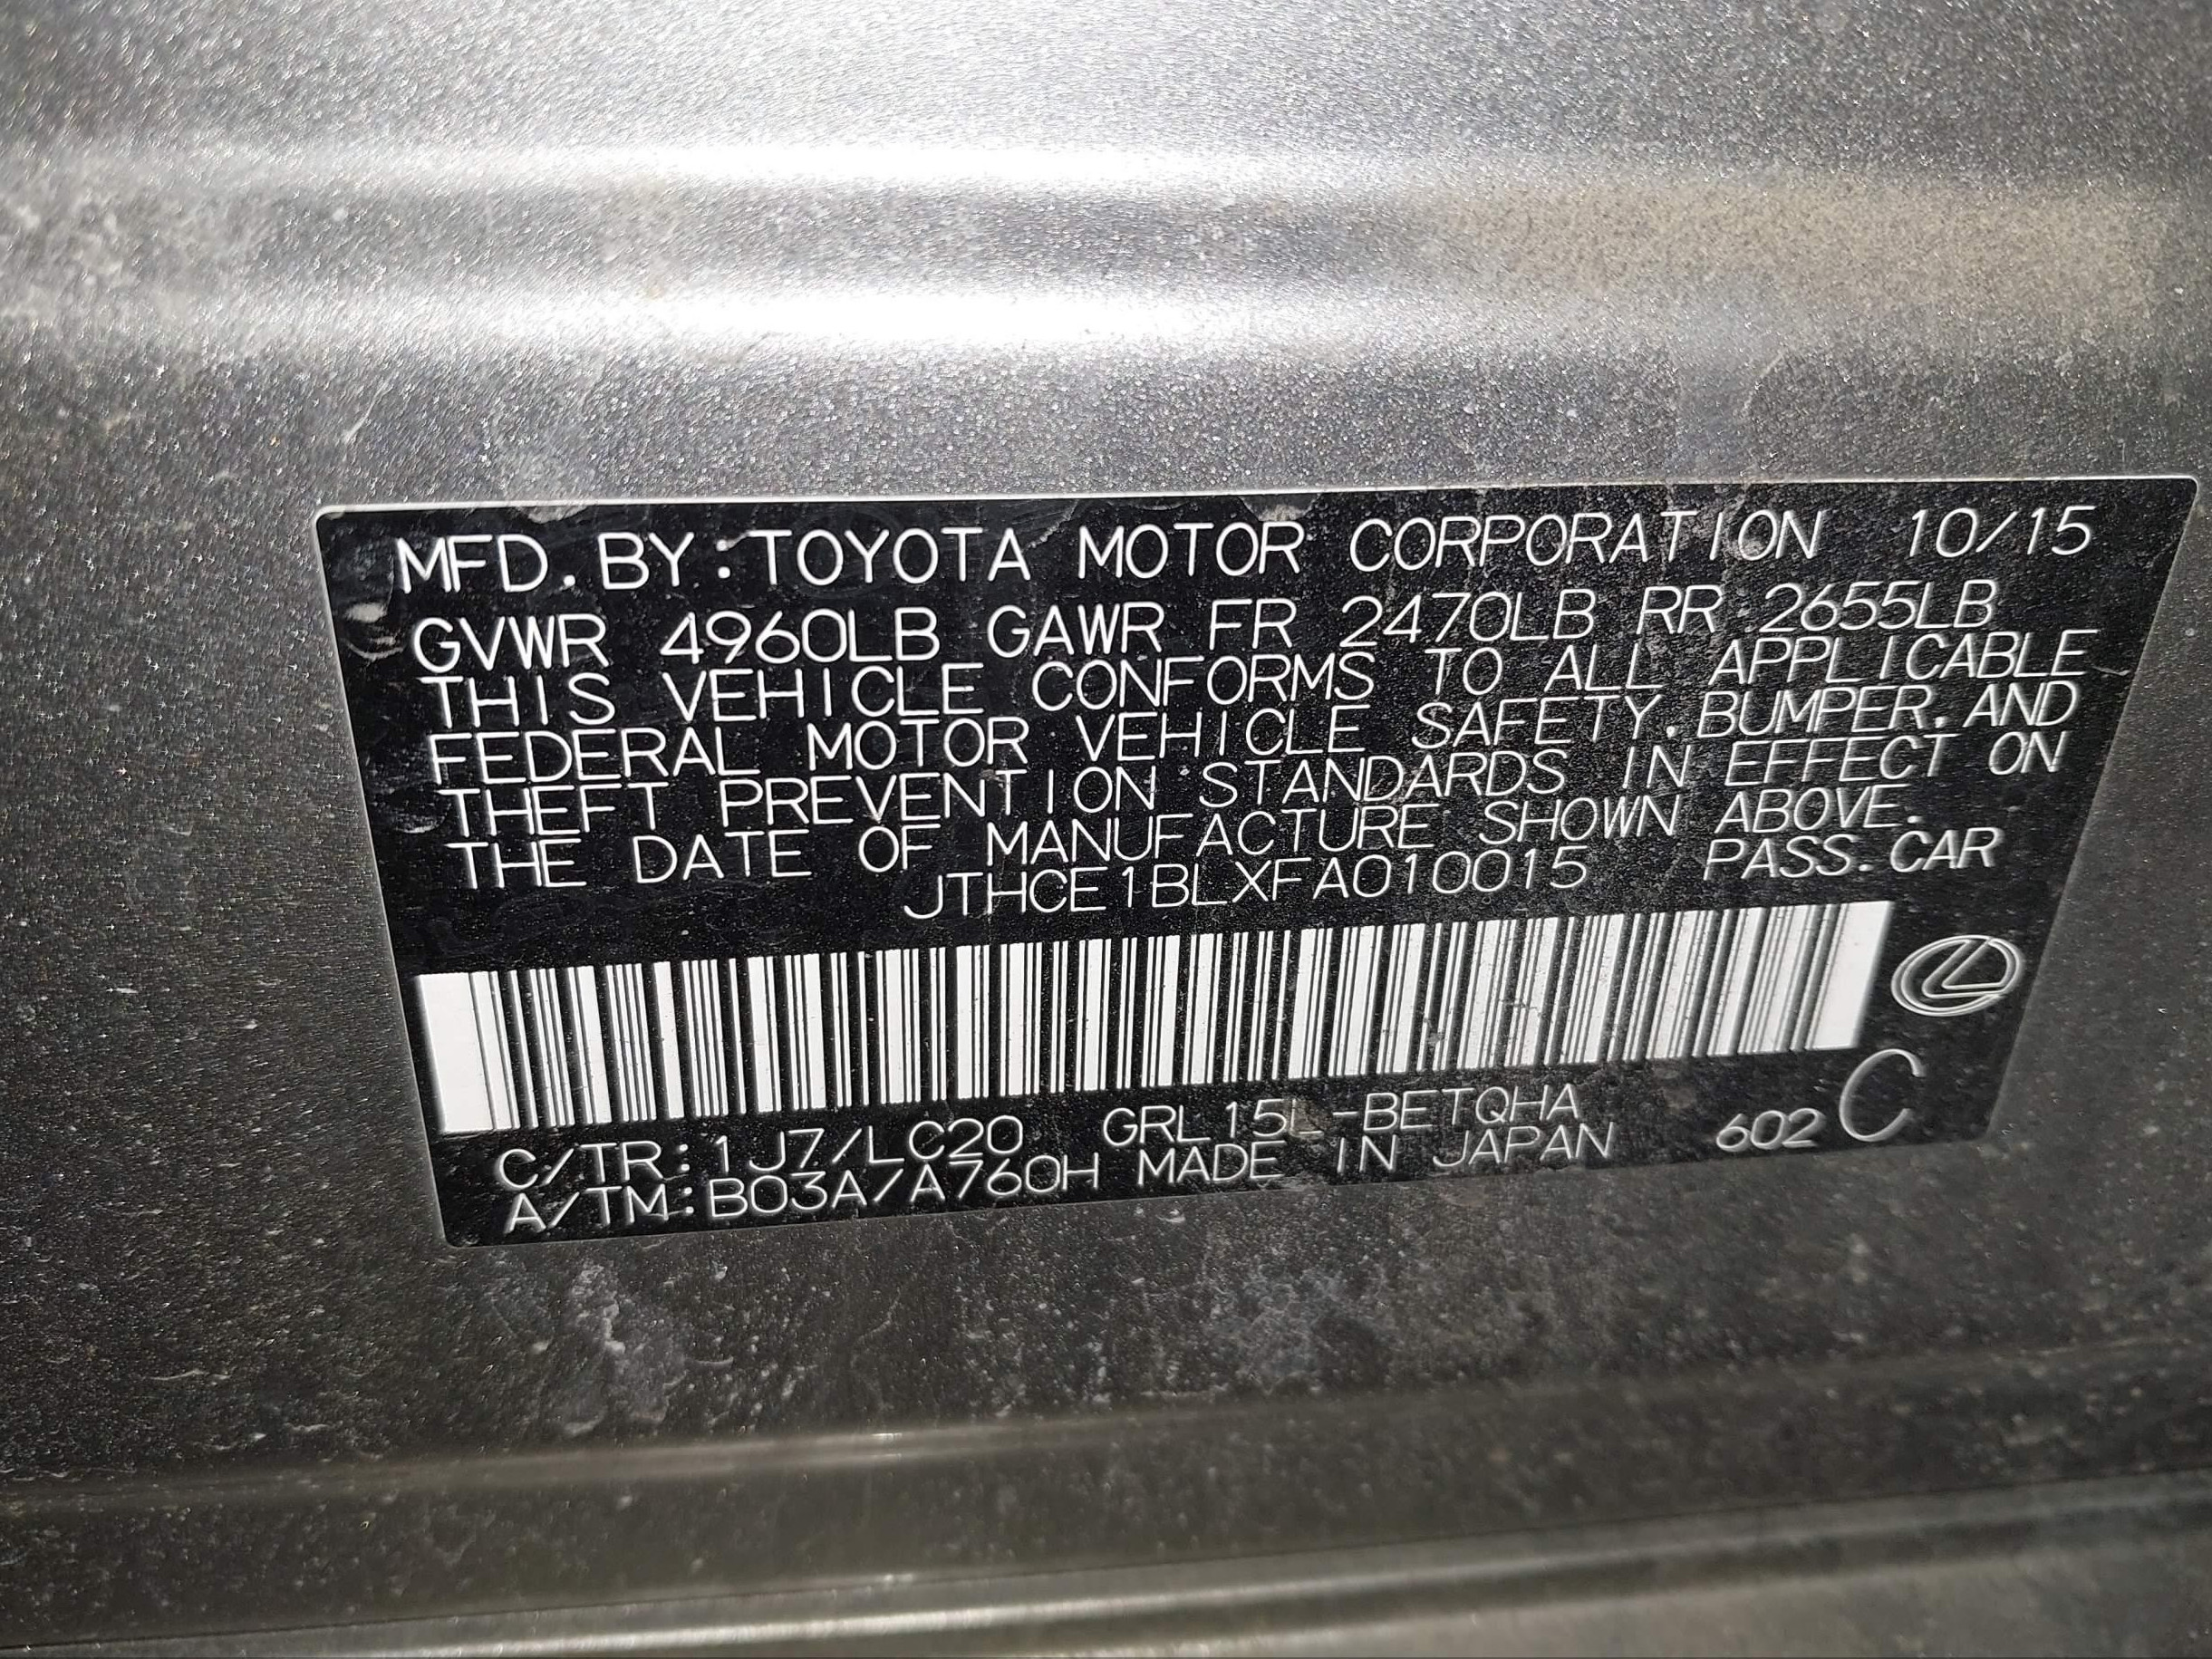 MFD. BY: TOYOTA MOTOR CORPORATION 10/15
GVWR 4960LB GAWR FR 2470LB RR 2655LB
THIS VEHICLE CONFORMS TO ALL APPLICABLE
FEDERAL MOTOR VEHICLE SAFETY, BUMPER, AND
THEFT PREVENTION STANDARDS IN EFFECT ON
THE DATE OF MANUFACTURE SHOWN ABOVE.
JTHCE1BLXFA010015 PASS. CAR
C/TR: 1J7/LC20 GRL15L-BETQHA
A/TM: B03A/A760H MADE IN JAPAN 602 C